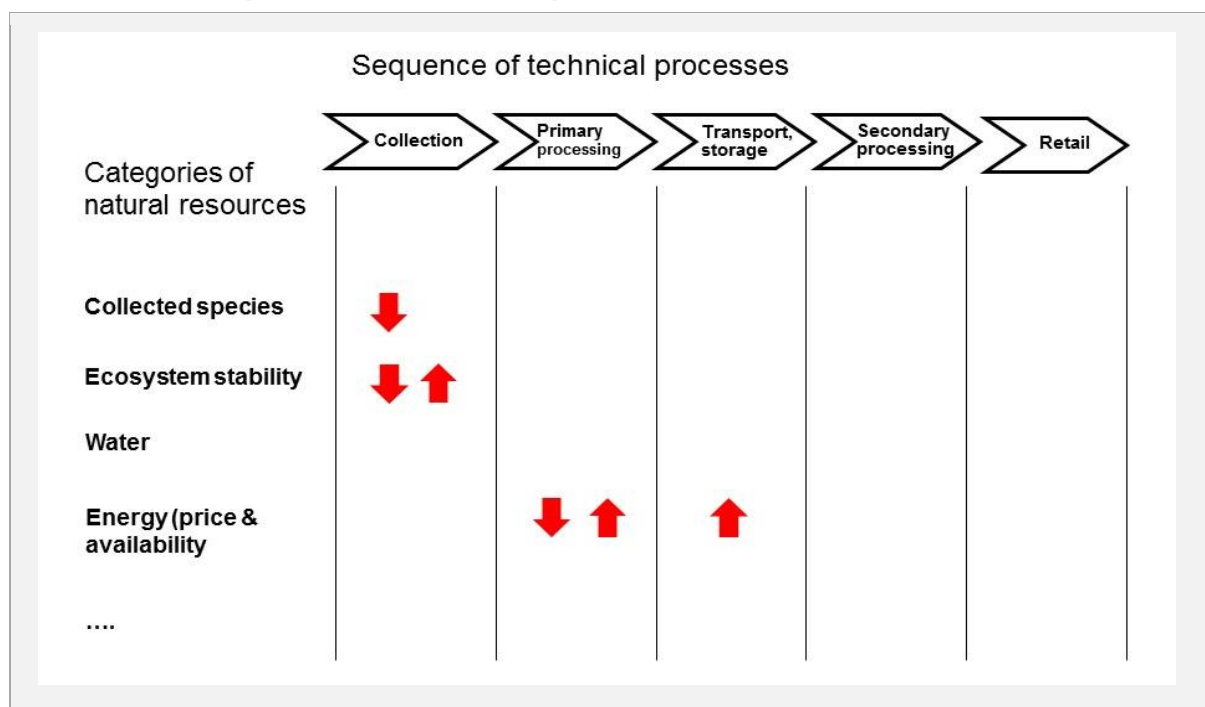 Sequence of technical processes
Collection
Primary
processing
Transport,
storage
Secondary
processing
Retail
Categories of
natural resources
Collected species
Ecosystem stability
Water
Energy (price &
availability
....